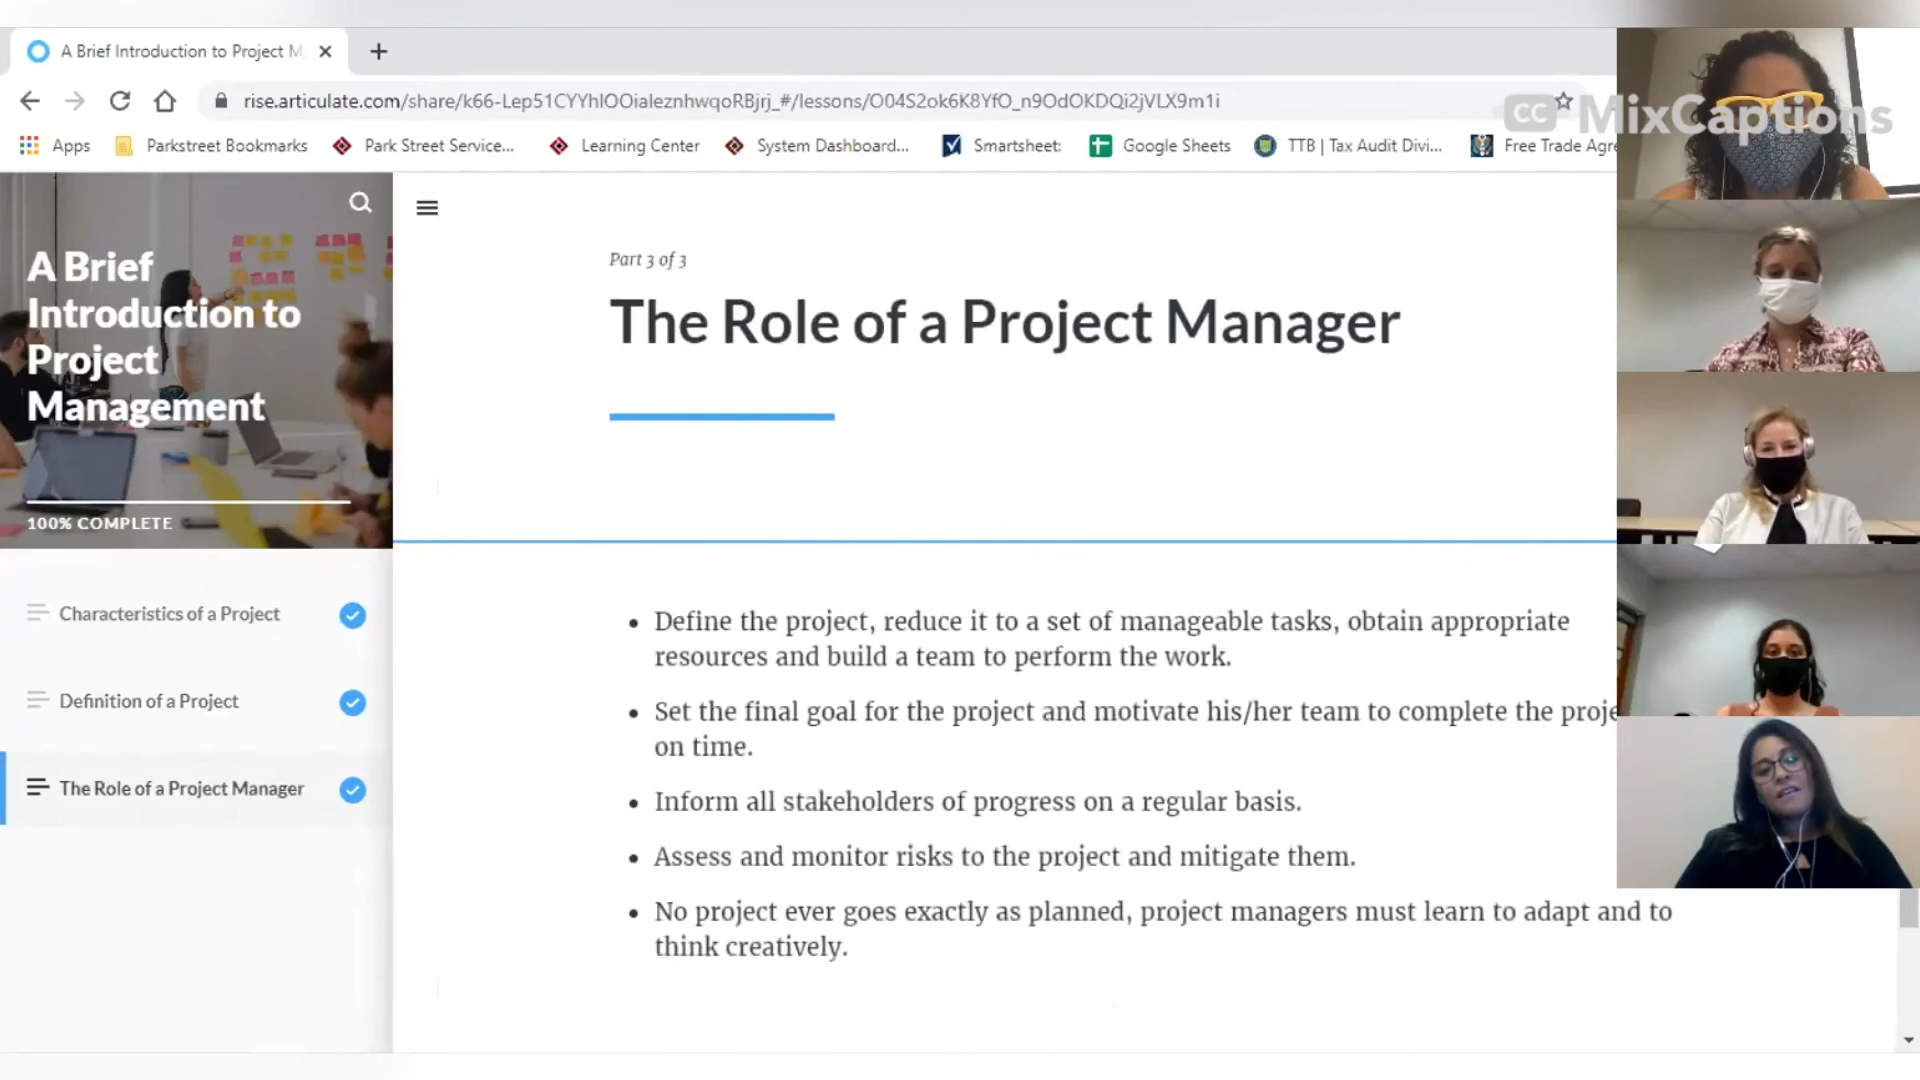 A Brief Introduction to Project M
rise.articulate.com/share/k66-Lep51CYYhlOOialeznhwqoRBjrj_#/lessons/O04S2ok6K8YfO_n9OdOKDQi2jVLX9m1i
CC MixCaptions
Apps Parkstreet Bookmarks Park Street Service... Learning Center System Dashboard... Smartsheet: Google Sheets TTB | Tax Audit Divi... Free Trade Agre
A Brief
Introduction to
Project
Management
100% COMPLETE
Characteristics of a Project
Definition of a Project
The Role of a Project Manager
Part 3 of 3
The Role of a Project Manager
• Define the project, reduce it to a set of manageable tasks, obtain appropriate
resources and build a team to perform the work.
• Set the final goal for the project and motivate his/her team to complete the proje
on time.
• Inform all stakeholders of progress on a regular basis.
• Assess and monitor risks to the project and mitigate them.
• No project ever goes exactly as planned, project managers must learn to adapt and to
think creatively.